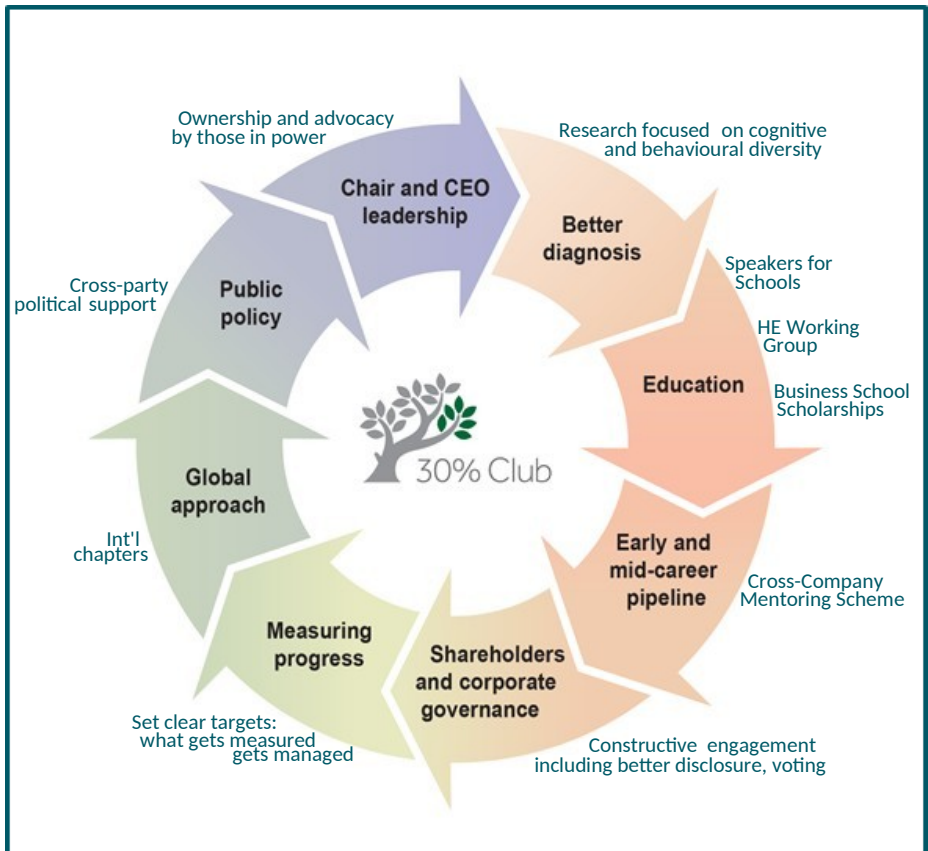 Ownership and advocacy
by those in power
Chair and CEO
leadership
Research focused on cognitive
and behavioural diversity
Better
diagnosis
Speakers for
Schools
HE Working
Group
Business School
Scholarships
Education
Early and
mid-career
pipeline
Cross-Company
Mentoring Scheme
Shareholders
and corporate
governance
Constructive engagement
including better disclosure, voting
Measuring
progress
Set clear targets:
what gets measured
gets managed
Global
approach
Int'l
chapters
Public
policy
Cross-party
political support
30% Club